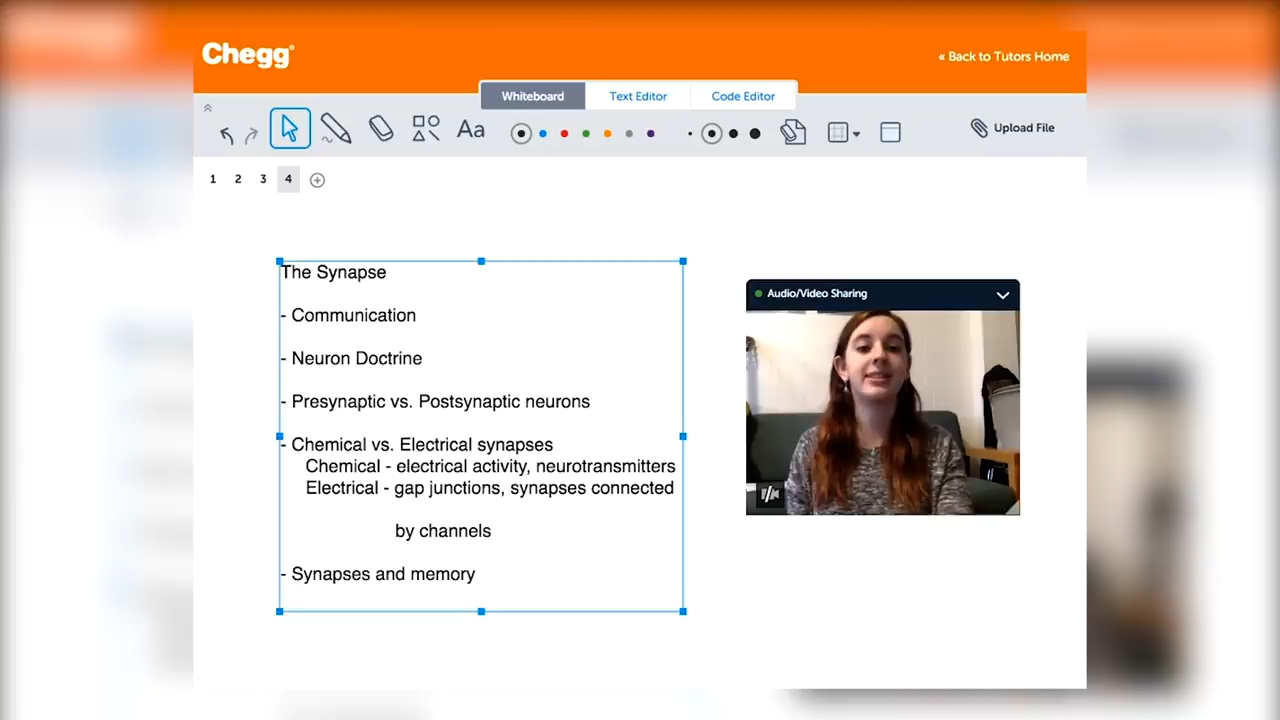 Chegg®
« Back to Tutors Home
Whiteboard
Text Editor
Code Editor
Aa
Upload File
1 2 3 4
The Synapse
- Communication
- Neuron Doctrine
- Presynaptic vs. Postsynaptic neurons
- Chemical vs. Electrical synapses
Chemical - electrical activity, neurotransmitters
Electrical - gap junctions, synapses connected
by channels
- Synapses and memory
Audio/Video Sharing